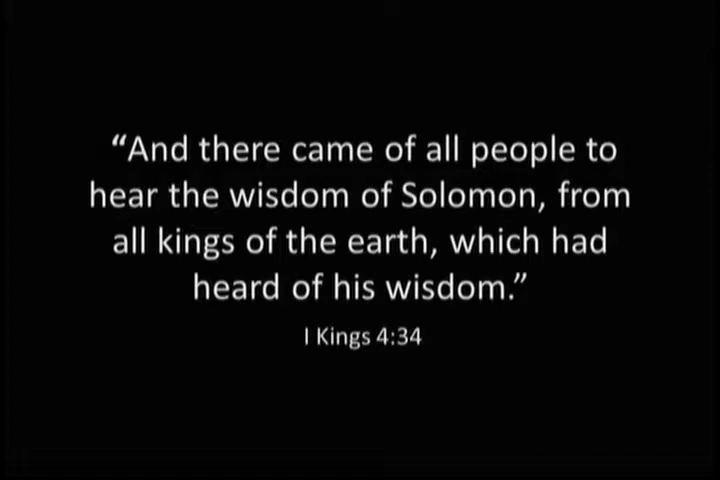 “And there came of all people to
hear the wisdom of Solomon, from
all kings of the earth, which had
heard of his wisdom.”
I Kings 4:34